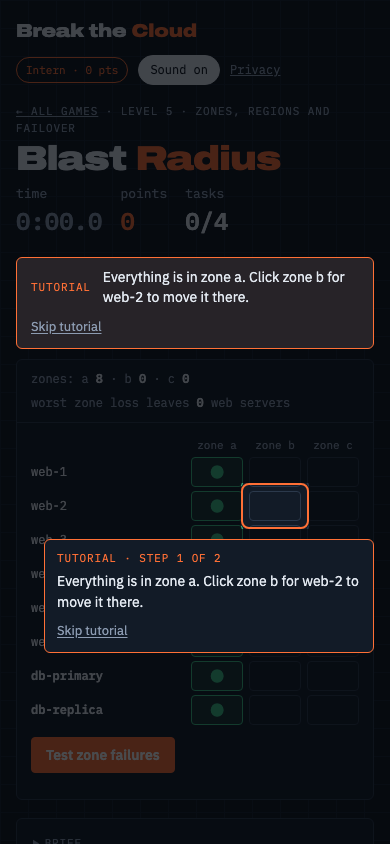 Break the Cloud
Intern · 0 pts
Sound on
Privacy
← ALL GAMES · LEVEL 5 · ZONES, REGIONS AND
FAILOVER
Blast Radius
time points tasks
0:00.0 0 0/4
TUTORIAL
Everything is in zone a. Click zone b for
web-2 to move it there.
Skip tutorial
zones: a 8 · b 0 · c 0
worst zone loss leaves 0 web servers
zone a zone b zone c
web-1
web-2
TUTORIAL · STEP 1 OF 2
Everything is in zone a. Click zone b for web-2 to
move it there.
Skip tutorial
db-primary
db-replica
Test zone failures
▸ BRIEF